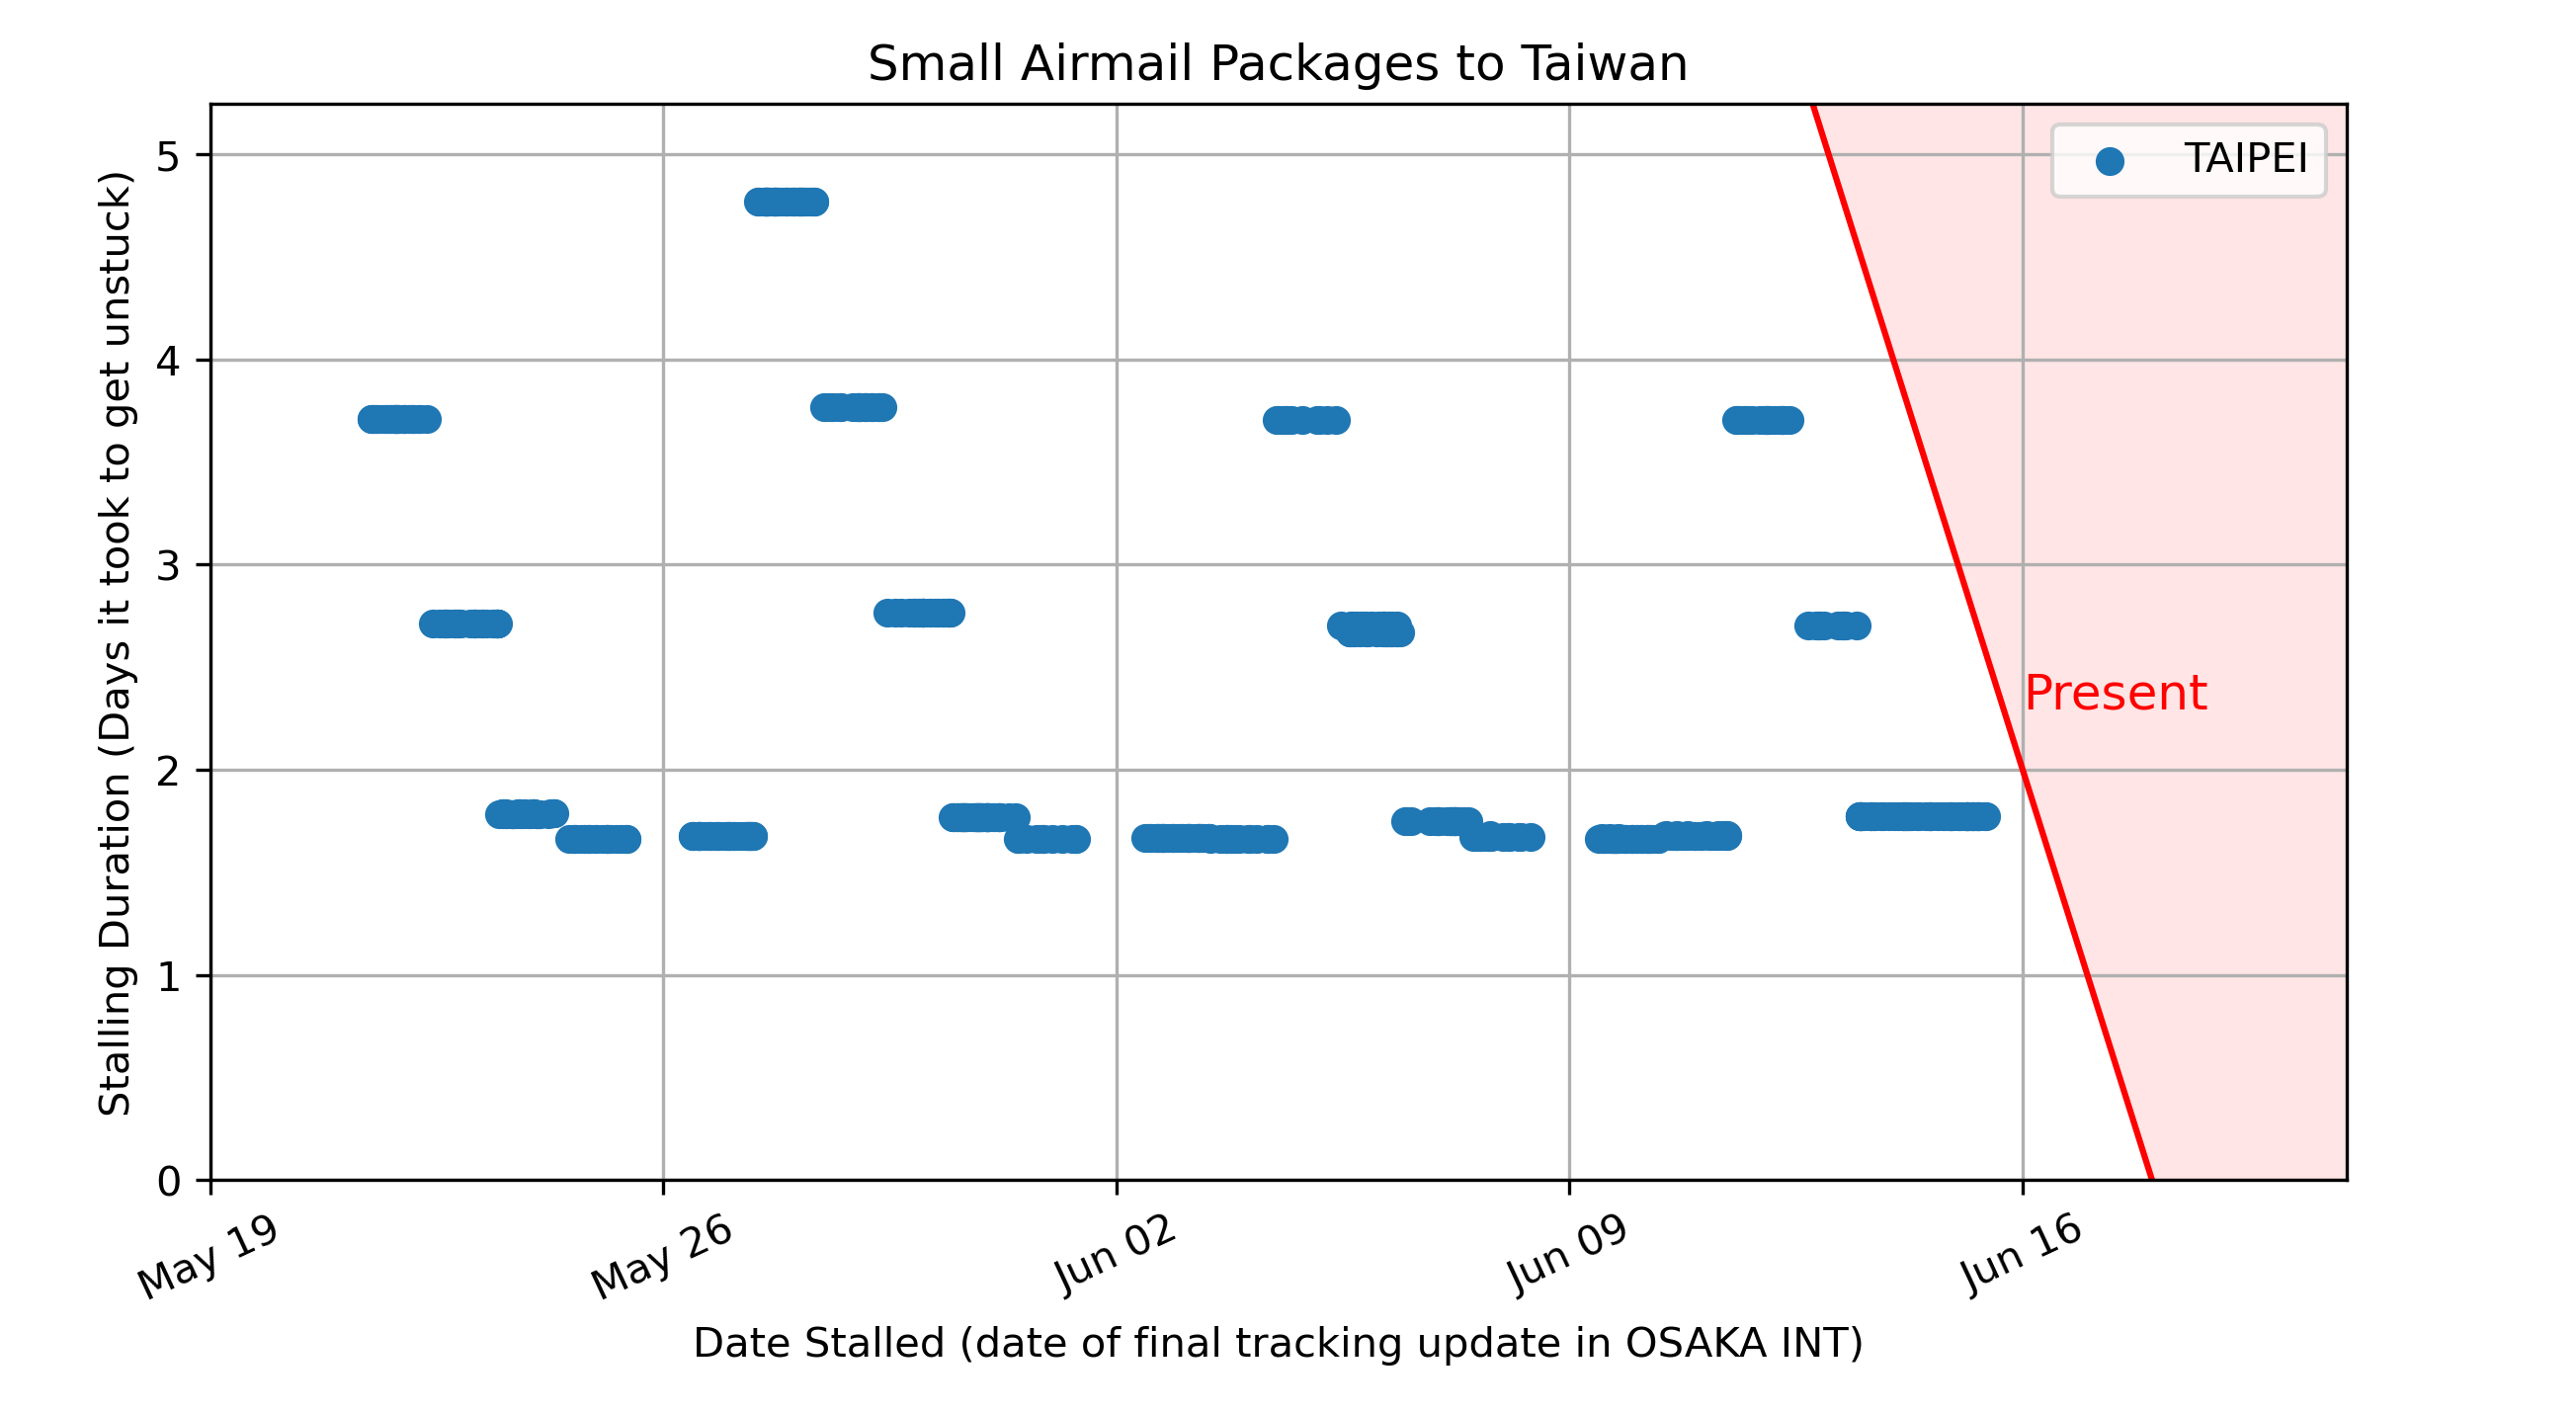 Small Airmail Packages to Taiwan
TAIPEI
Stalling Duration (Days it took to get unstuck)
5
4
3
2
1
0
Present
May 19
May 26
Jun 02
Jun 09
Jun 16
Date Stalled (date of final tracking update in OSAKA INT)